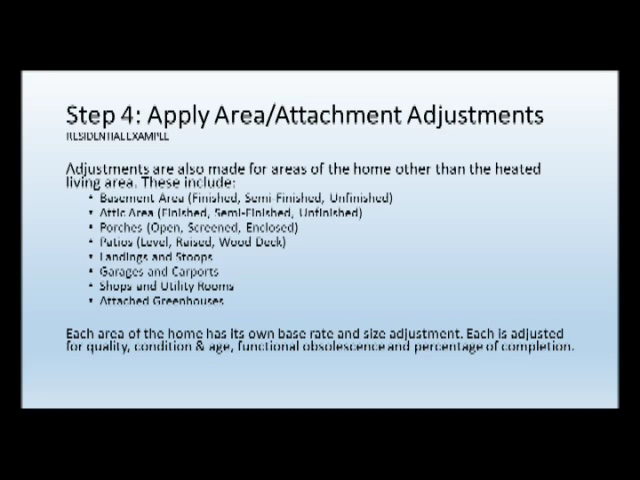 Step 4: Apply Area/Attachment Adjustments
RESIDENTIAL EXAMPLE
Adjustments are also made for areas of the home other than the heated
living area. These include:
• Basement Area (Finished, Semi-Finished, Unfinished)
• Attic Area (Finished, Semi-Finished, Unfinished)
• Porches (Open, Screened, Enclosed)
• Patios (Level, Raised, Wood Deck)
• Landings and Stoops
• Garages and Carports
• Shops and Utility Rooms
• Attached Greenhouses
Each area of the home has its own base rate and size adjustment. Each is adjusted
for quality, condition & age, functional obsolescence and percentage of completion.